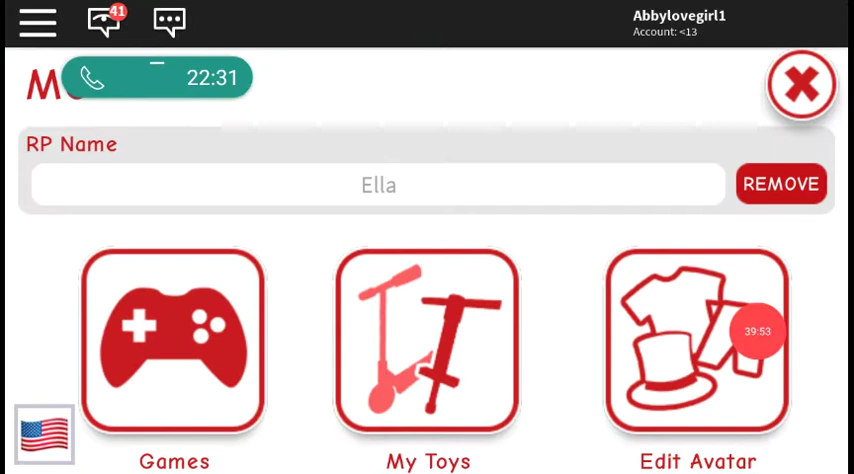 41
Abbylovegirl1
Account: <13
22:31
RP Name
Ella
REMOVE
39:53
Games
My Toys
Edit Avatar